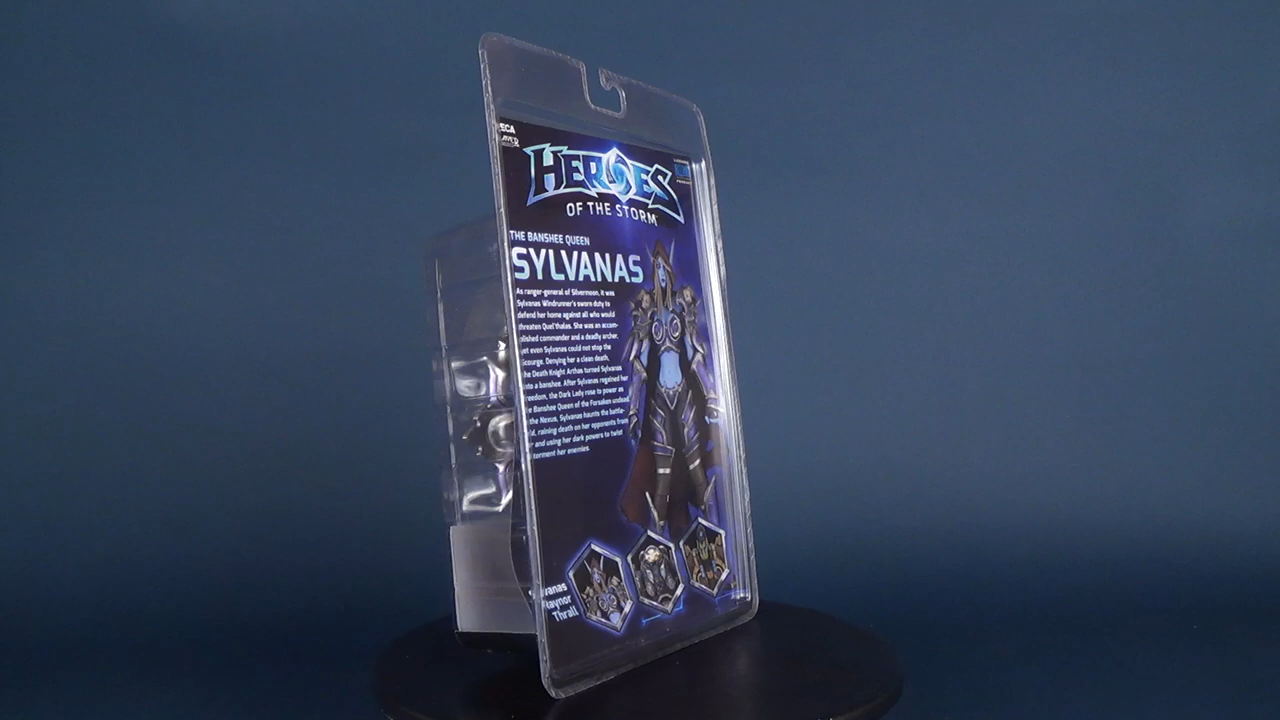 ECA
HEROES
OF THE STORM
THE BANSHEE QUEEN
SYLVANAS
As ranger-general of Silvermoon, it was
Sylvanas Windrunner's sworn duty to
defend her home against all who would
threaten Quel'thalas. She was an accom-
plished commander and a deadly archer,
yet even Sylvanas could not stop the
Scourge. Denying her a clean death,
he Death Knight Arthas turned Sylvanas
nto a banshee. After Sylvanas regained her
reedom, the Dark Lady rose to power as
e Banshee Queen of the Forsaken undead.
the Nexus, Sylvanas haunts the battle-
ld, raining death on her opponents from
r and using her dark powers to twist
torment her enemies.
Sylvanas
Raynor
Thrall